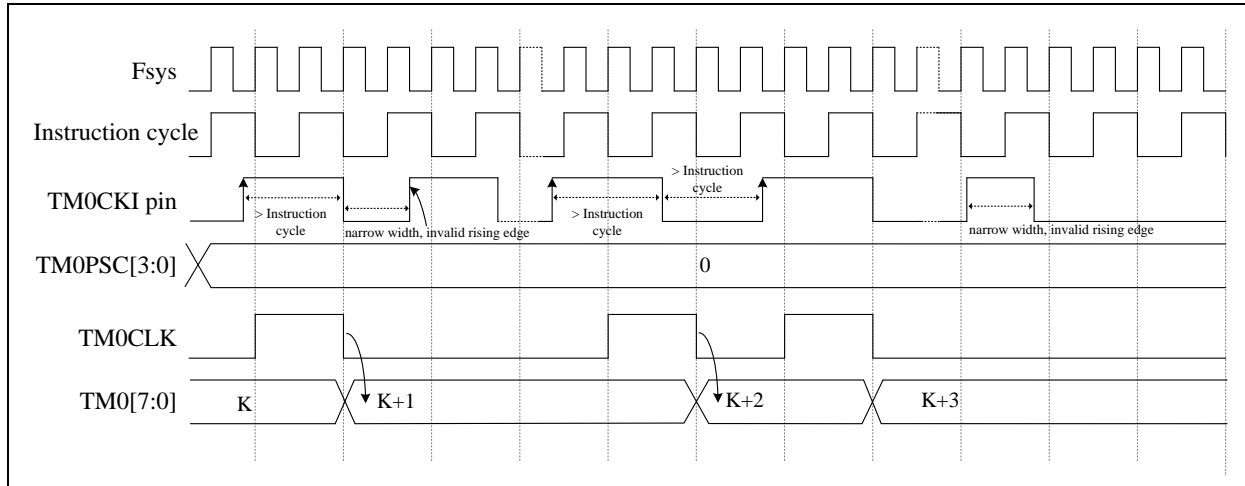 Fsys
Instruction cycle
TM0CKI pin
> Instruction
cycle
narrow width, invalid rising edge
> Instruction
cycle
> Instruction
cycle
narrow width, invalid rising edge
TM0PSC[3:0]
0
TM0CLK
TM0[7:0]
K
K+1
K+2
K+3